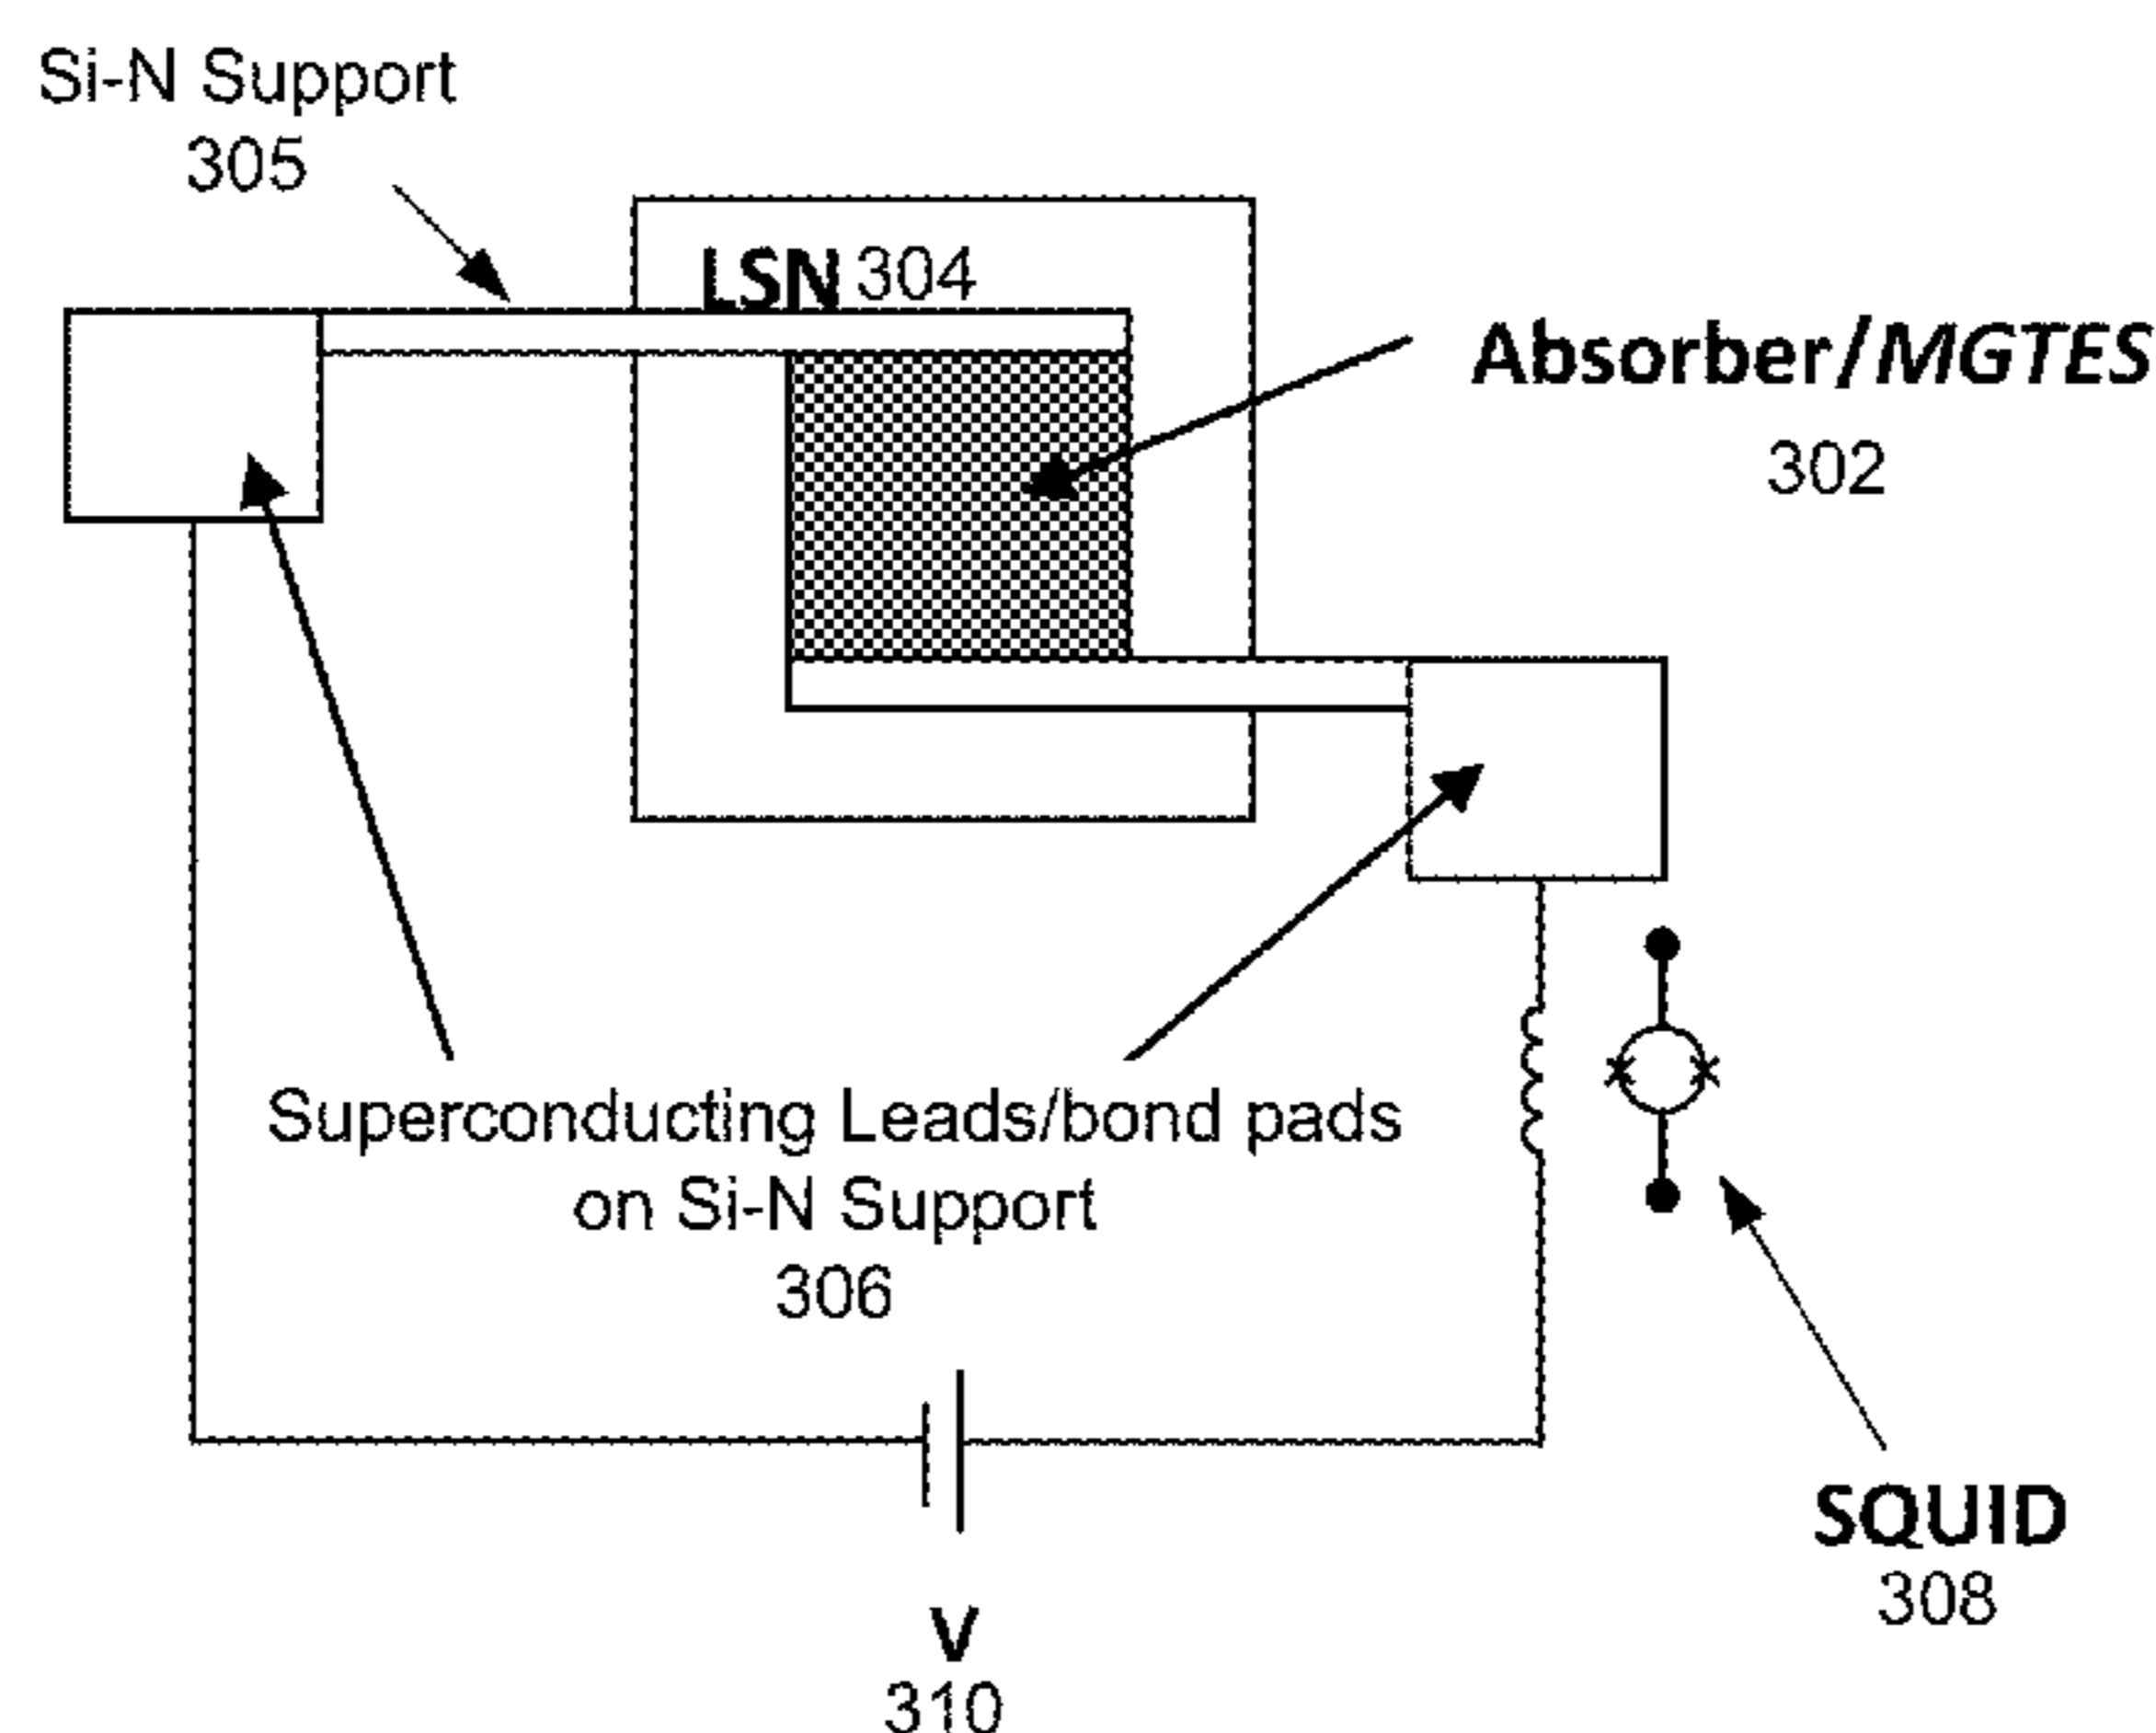 Si-N Support
305
LSN 304
Absorber/MGTES
302
Superconducting Leads/bond pads
on Si-N Support
306
SQUID
308
V
310